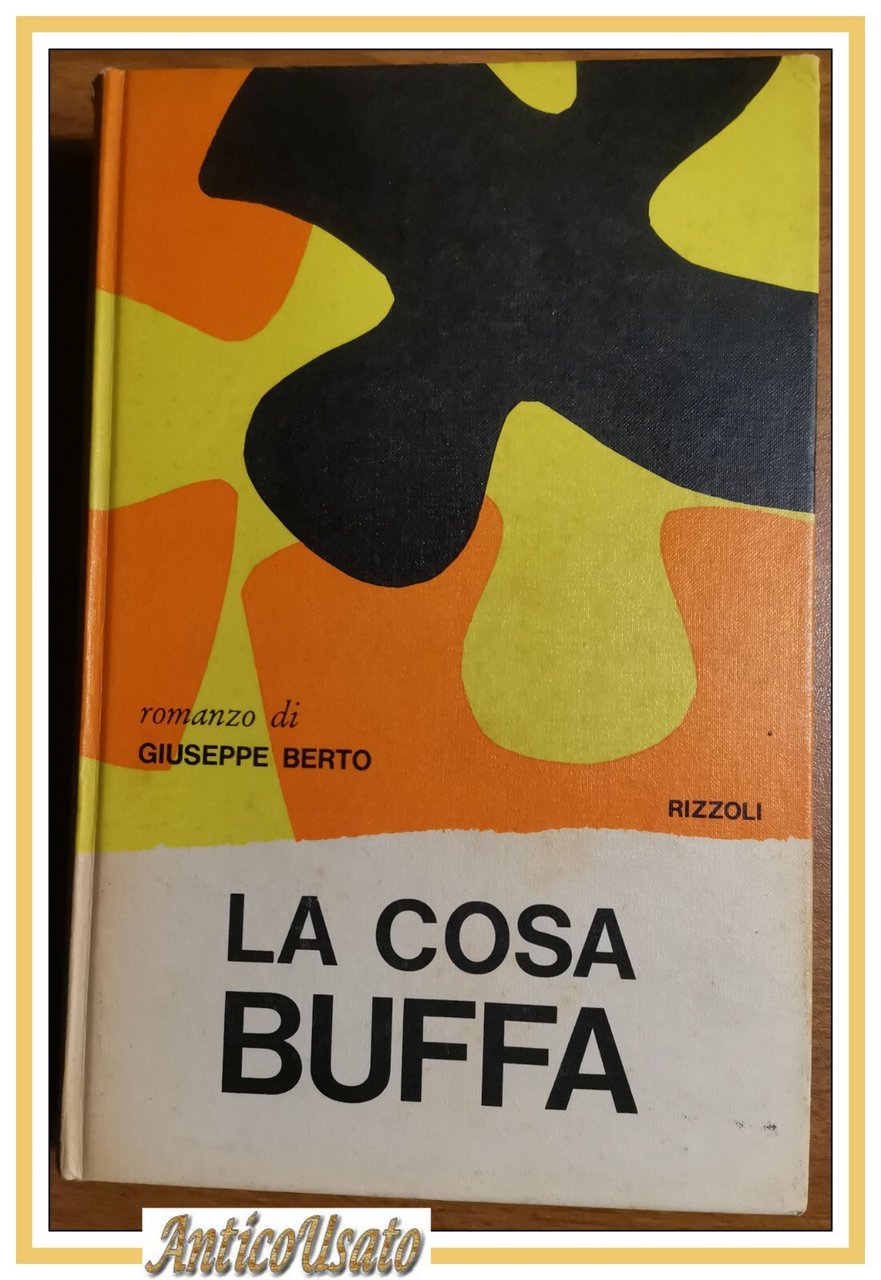 romanzo di
GIUSEPPE BERTO
RIZZOLI
LA COSA
BUFFA
AnticoUsato